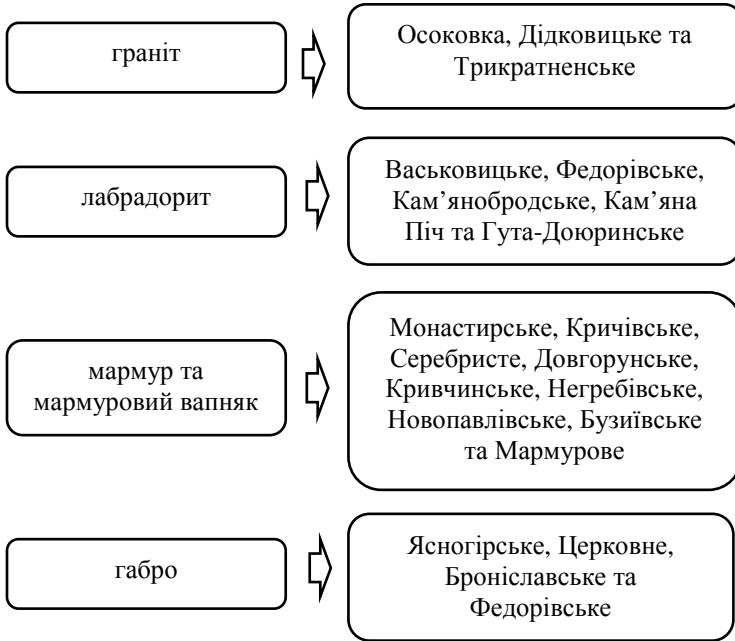 граніт
Осоковка, Дідковицьке та
Трикратненське
лабрадорит
Васьковицьке, Федорівське,
Кам’янобродське, Кам’яна
Піч та Гута-Доюринське
мармур та
мармуровий вапняк
Монастирське, Кричівське,
Серебристе, Довгорунське,
Кривчинське, Негребівське,
Новопавлівське, Бузиївське
та Мармурове
габро
Ясногірське, Церковне,
Броніславське та
Федорівське